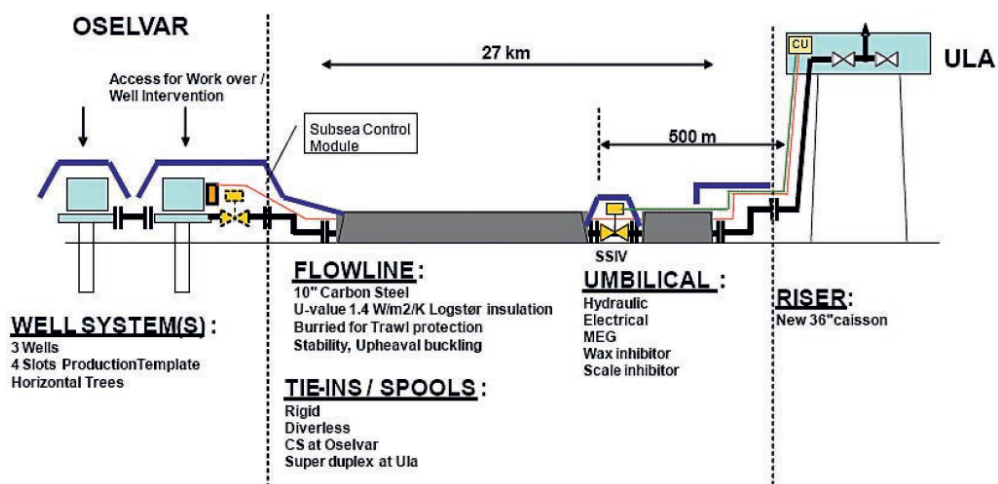 OSELVAR
Access for Work over /
Well Intervention
Subsea Control
Module
27 km
500 m
CU
ULA
SSIV
WELL SYSTEM(S) :
3 Wells
4 Slots ProductionTemplate
Horizontal Trees
FLOWLINE :
10" Carbon Steel
U-value 1.4 W/m2/K Logstør insulation
Burried for Trawl protection
Stability, Upheaval buckling
TIE-INS / SPOOLS :
Rigid
Diverless
CS at Oselvar
Super duplex at Ula
UMBILICAL :
Hydraulic
Electrical
MEG
Wax inhibitor
Scale inhibitor
RISER:
New 36"caisson